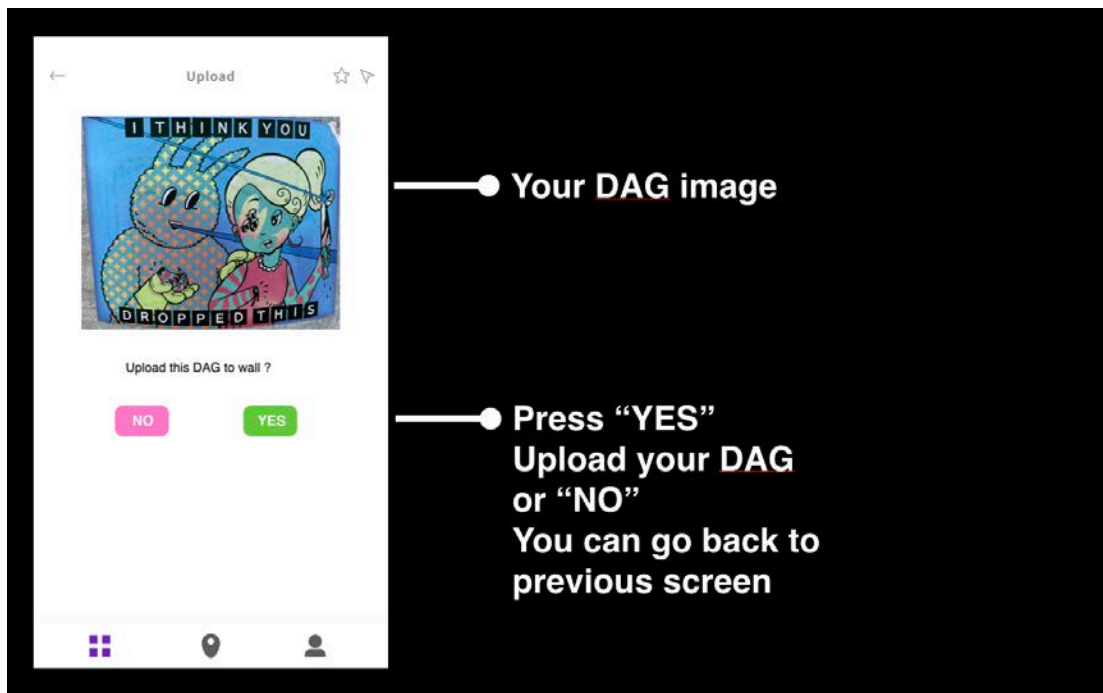 Upload
I THINK YOU
DROPPED THIS
Upload this DAG to wall ?
NO
YES
Your DAG image
Press “YES”
Upload your DAG
or “NO”
You can go back to
previous screen